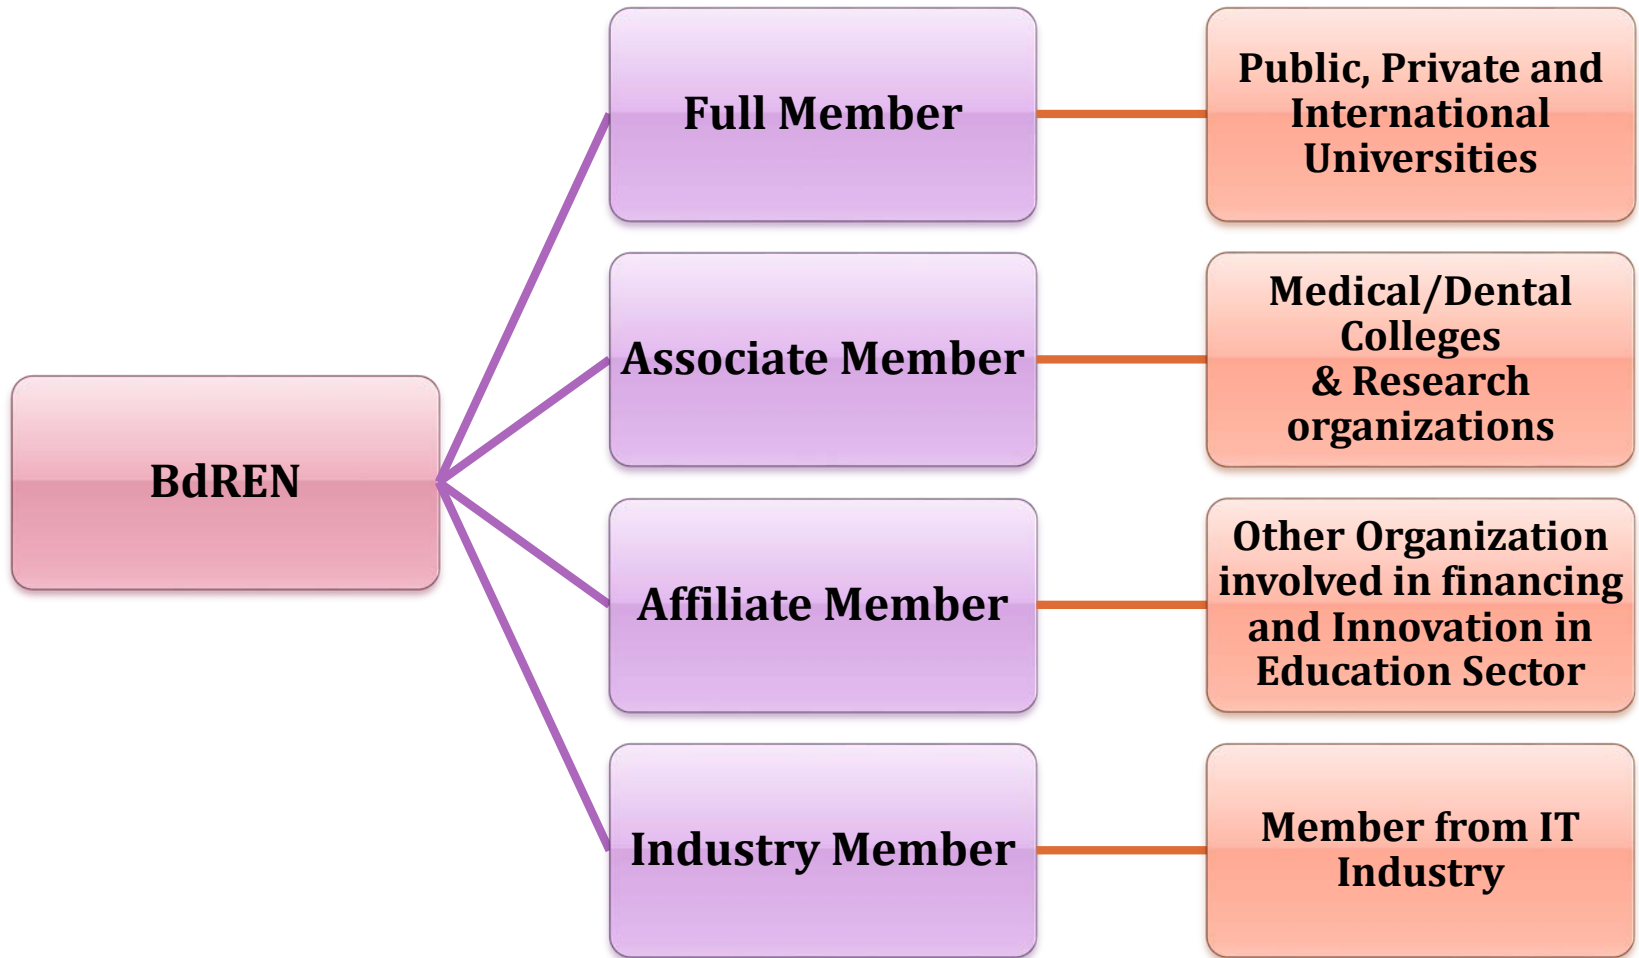 BdREN
Full Member
Public, Private and
International
Universities
Associate Member
Medical/Dental
Colleges
& Research
organizations
Affiliate Member
Other Organization
involved in financing
and Innovation in
Education Sector
Industry Member
Member from IT
Industry